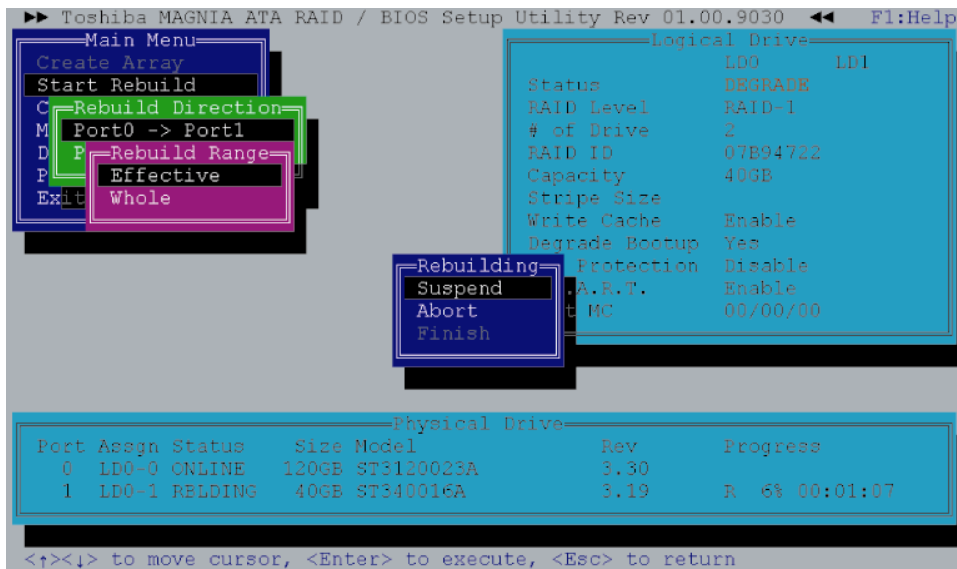 ▶▶ Toshiba MAGNIA ATA RAID / BIOS Setup Utility Rev 01.00.9030 ◀◀ F1:Help
Main Menu
Create Array
Start Rebuild
C
M
D
P
Exit
Rebuild Direction
Port0 -> Port1
P
Rebuild Range
Effective
Whole
Logical Drive
LD0 LD1
Status DEGRADE
RAID Level RAID-1
# of Drive 2
RAID ID 07B94722
Capacity 40GB
Stripe Size
Write Cache Enable
Degrade Bootup Yes
Protection Disable
.A.R.T. Enable
t MC 00/00/00
Rebuilding
Suspend
Abort
Finish
Physical Drive
Port Assgn Status Size Model Rev Progress
0 LD0-0 ONLINE 120GB ST3120023A 3.30
1 LD0-1 RBLDING 40GB ST340016A 3.19 R 6% 00:01:07
<↑><↓> to move cursor, <Enter> to execute, <Esc> to return